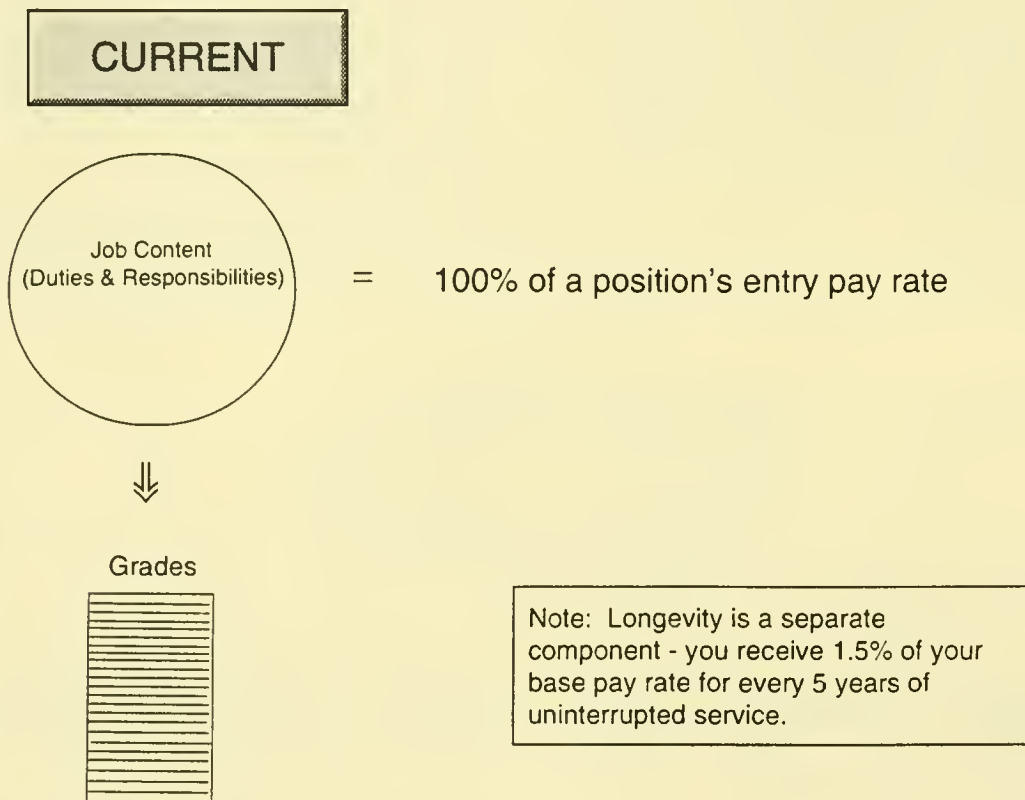 CURRENT
Job Content
(Duties & Responsibilities)
= 100% of a position's entry pay rate
Grades
Note: Longevity is a separate
component - you receive 1.5% of your
base pay rate for every 5 years of
uninterrupted service.